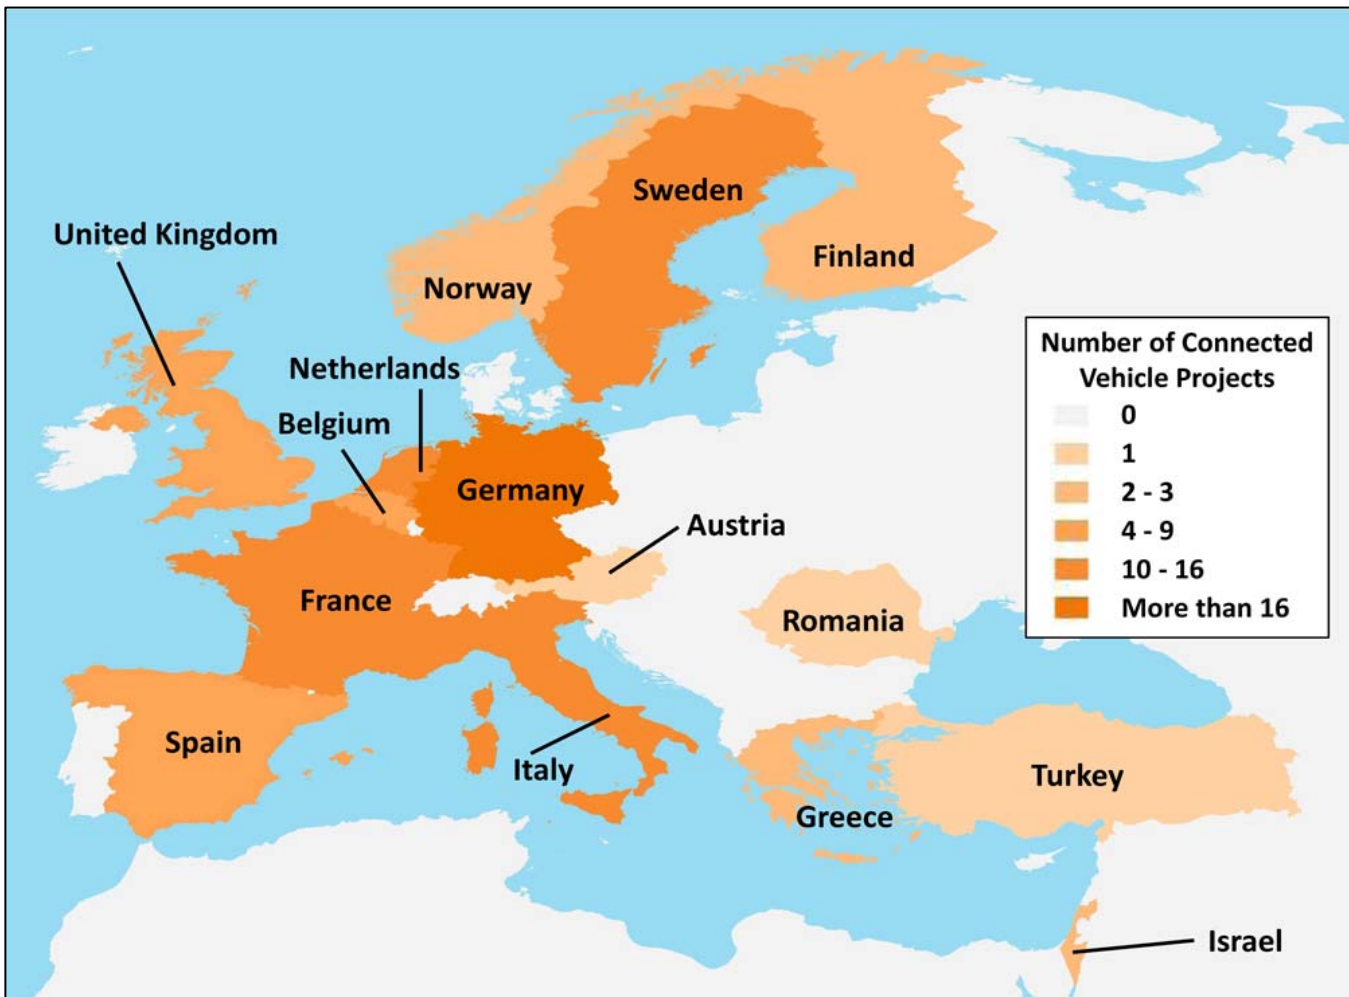 Sweden
United Kingdom
Finland
Norway
Number of Connected
Vehicle Projects
0
1
2 - 3
4 - 9
10 - 16
More than 16
Netherlands
Belgium
Germany
Austria
France
Romania
Spain
Italy
Turkey
Greece
Israel